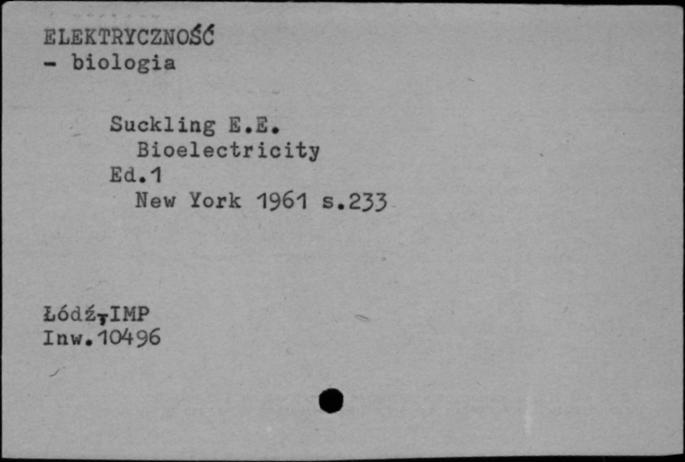 ELEKTRYCZNOŚĆ
- biologia
Suckling E.E.
Bioelectricity
Ed.1
New York 1961 s.233
Łódź,IMP
Inw.10496